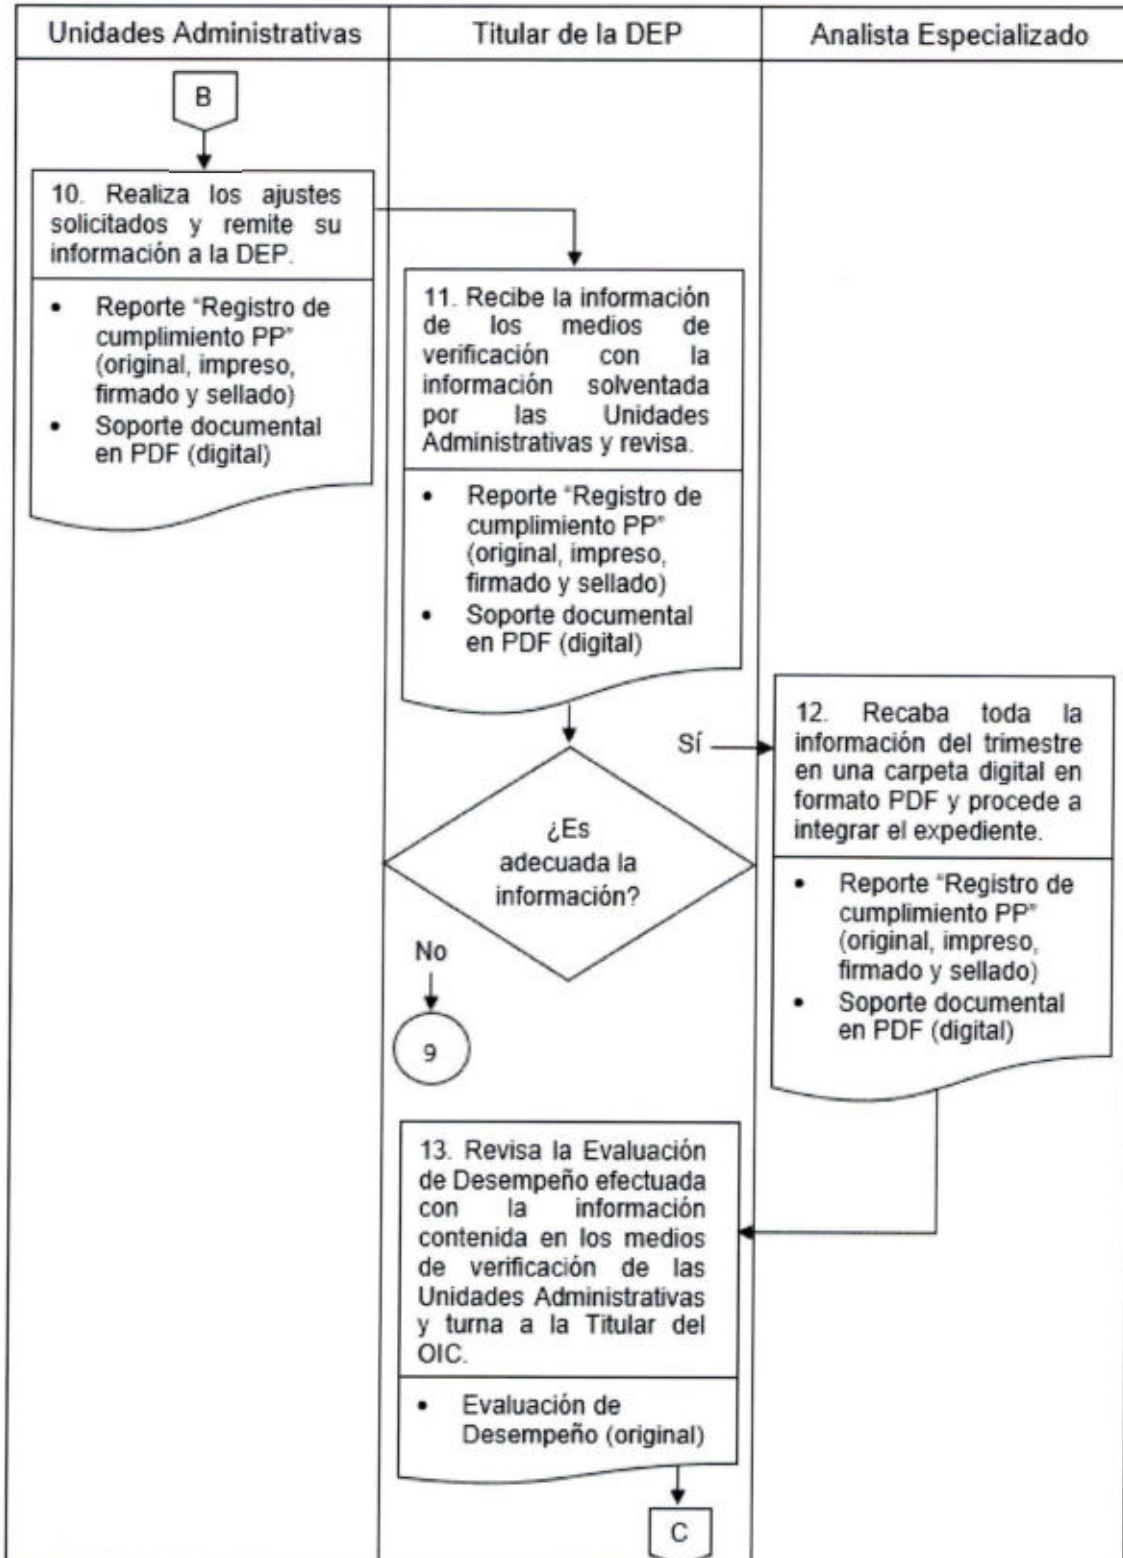 Unidades Administrativas
Titular de la DEP
Analista Especializado
B
10. Realiza los ajustes
solicitados y remite su
información a la DEP.
• Reporte “Registro de
cumplimiento PP”
(original, impreso,
firmado y sellado)
• Soporte documental
en PDF (digital)
11. Recibe la información
de los medios de
verificación con la
información solventada
por las Unidades
Administrativas y revisa.
• Reporte “Registro de
cumplimiento PP”
(original, impreso,
firmado y sellado)
• Soporte documental
en PDF (digital)
¿Es
adecuada la
información?
Sí
No
9
12. Recaba toda la
información del trimestre
en una carpeta digital en
formato PDF y procede a
integrar el expediente.
• Reporte “Registro de
cumplimiento PP”
(original, impreso,
firmado y sellado)
• Soporte documental
en PDF (digital)
13. Revisa la Evaluación
de Desempeño efectuada
con la información
contenida en los medios
de verificación de las
Unidades Administrativas
y turna a la Titular del
OIC.
• Evaluación de
Desempeño (original)
C